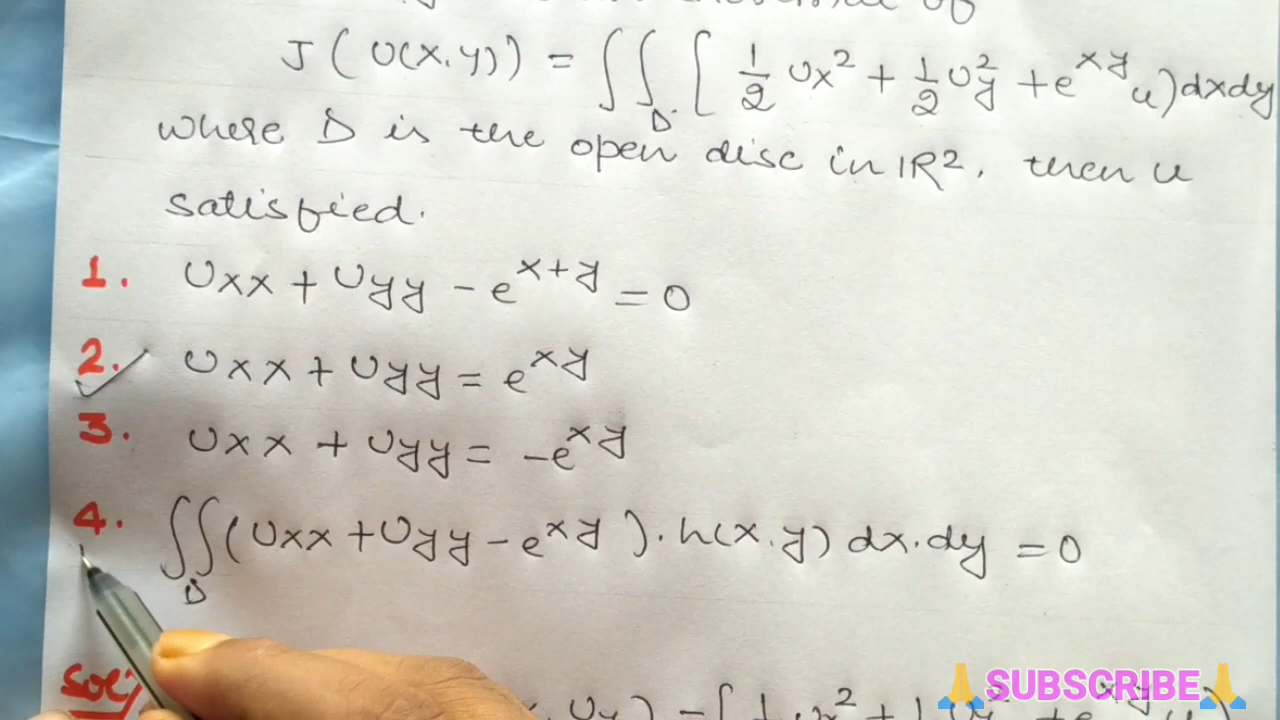 of
J(U(x,y)) = ∬_D [ 1/2 Ux² + 1/2 U²y + e^xy u) dxdy
where D is the open disc in IR², then u
satisfied.
1. Uxx + Uyy - e^x+y = 0
2. Uxx + Uyy = e^xy
3. Uxx + Uyy = -e^xy
4. ∬_D (Uxx + Uyy - e^xy). h(x,y) dx.dy = 0
🙏SUBSCRIBE🙏